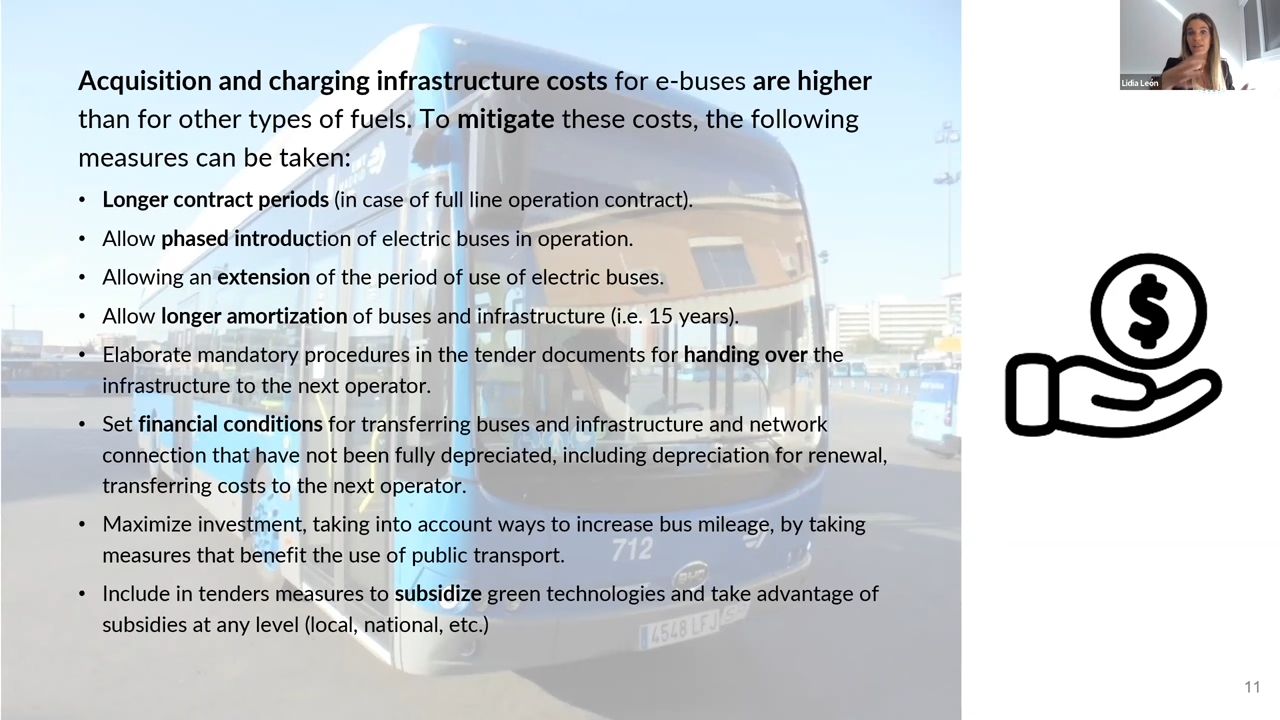 Lidia León
Acquisition and charging infrastructure costs for e-buses are higher
than for other types of fuels. To mitigate these costs, the following
measures can be taken:
• Longer contract periods (in case of full line operation contract).
• Allow phased introduction of electric buses in operation.
• Allowing an extension of the period of use of electric buses.
• Allow longer amortization of buses and infrastructure (i.e. 15 years).
• Elaborate mandatory procedures in the tender documents for handing over the
infrastructure to the next operator.
• Set financial conditions for transferring buses and infrastructure and network
connection that have not been fully depreciated, including depreciation for renewal,
transferring costs to the next operator.
• Maximize investment, taking into account ways to increase bus mileage, by taking
measures that benefit the use of public transport.
• Include in tenders measures to subsidize green technologies and take advantage of
subsidies at any level (local, national, etc.)
$
712
BYD
4548 LFJ
11